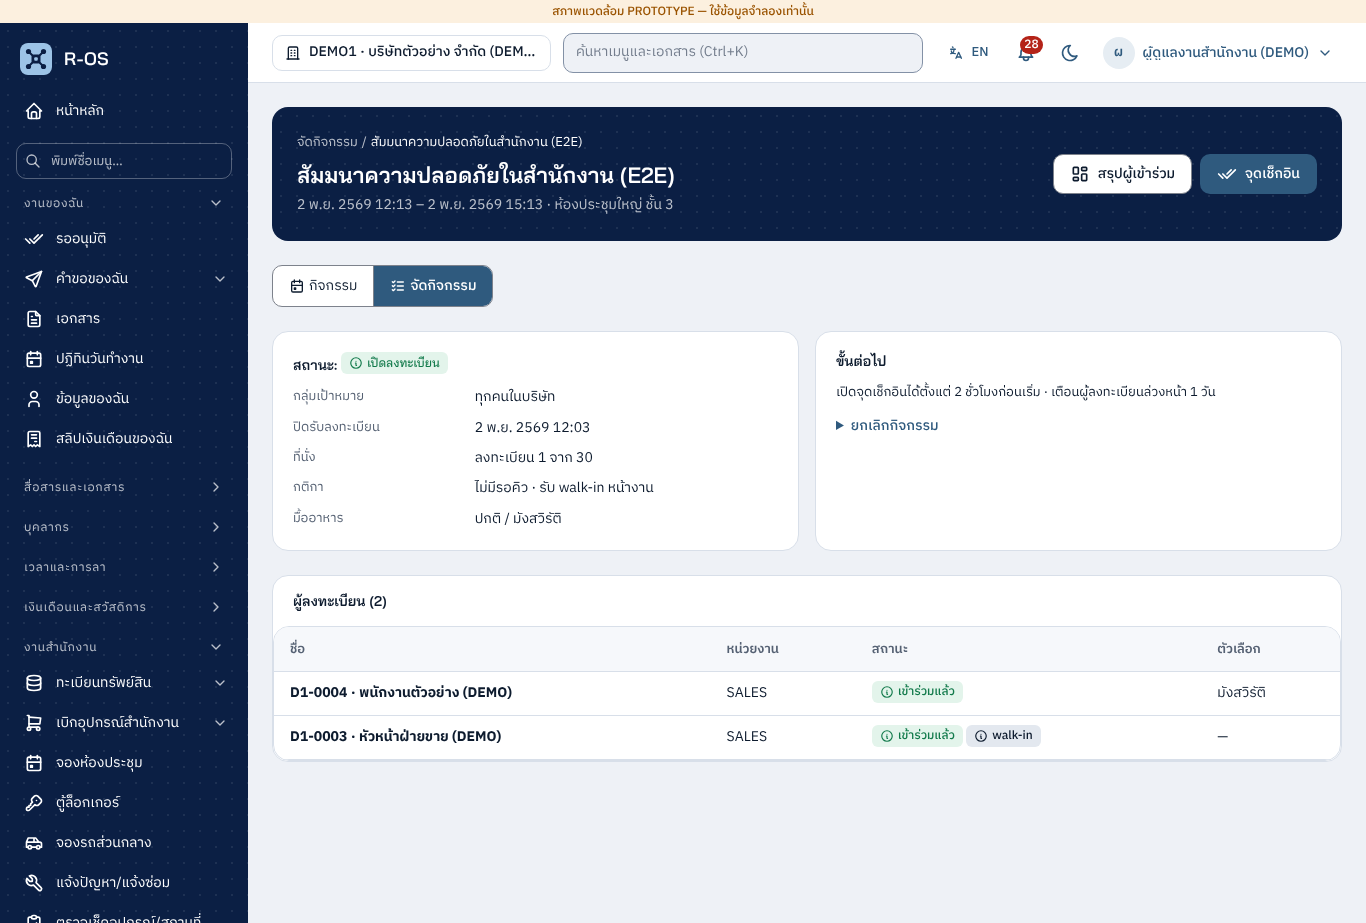 สภาพแวดล้อม PROTOTYPE — ใช้ข้อมูลจำลองเท่านั้น
R-OS
DEMO1 · บริษัทตัวอย่าง จำกัด (DEM...
ค้นหาเมนูและเอกสาร (Ctrl+K)
EN
28
ผ
ผู้ดูแลงานสำนักงาน (DEMO)
หน้าหลัก
พิมพ์ชื่อเมนู...
งานของฉัน
รออนุมัติ
คำขอของฉัน
เอกสาร
ปฏิทินวันทำงาน
ข้อมูลของฉัน
สลิปเงินเดือนของฉัน
สื่อสารและเอกสาร
บุคลากร
เวลาและการลา
เงินเดือนและสวัสดิการ
งานสำนักงาน
ทะเบียนทรัพย์สิน
เบิกอุปกรณ์สำนักงาน
จองห้องประชุม
ตู้ล็อกเกอร์
จองรถส่วนกลาง
แจ้งปัญหา/แจ้งซ่อม
ตรวจเช็คอุปกรณ์/สถานที่
จัดกิจกรรม / สัมมนาความปลอดภัยในสำนักงาน (E2E)
สัมมนาความปลอดภัยในสำนักงาน (E2E)
2 พ.ย. 2569 12:13 – 2 พ.ย. 2569 15:13 · ห้องประชุมใหญ่ ชั้น 3
สรุปผู้เข้าร่วม
จุดเช็กอิน
กิจกรรม
จัดกิจกรรม
สถานะ: เปิดลงทะเบียน
กลุ่มเป้าหมาย ทุกคนในบริษัท
ปิดรับลงทะเบียน 2 พ.ย. 2569 12:03
ที่นั่ง ลงทะเบียน 1 จาก 30
กติกา ไม่มีรอคิว · รับ walk-in หน้างาน
มื้ออาหาร ปกติ / มังสวิรัติ
ขั้นต่อไป
เปิดจุดเช็กอินได้ตั้งแต่ 2 ชั่วโมงก่อนเริ่ม · เตือนผู้ลงทะเบียนล่วงหน้า 1 วัน
ยกเลิกกิจกรรม
ผู้ลงทะเบียน (2)
ชื่อ หน่วยงาน สถานะ ตัวเลือก
D1-0004 · พนักงานตัวอย่าง (DEMO) SALES เข้าร่วมแล้ว มังสวิรัติ
D1-0003 · หัวหน้าฝ่ายขาย (DEMO) SALES เข้าร่วมแล้ว walk-in —